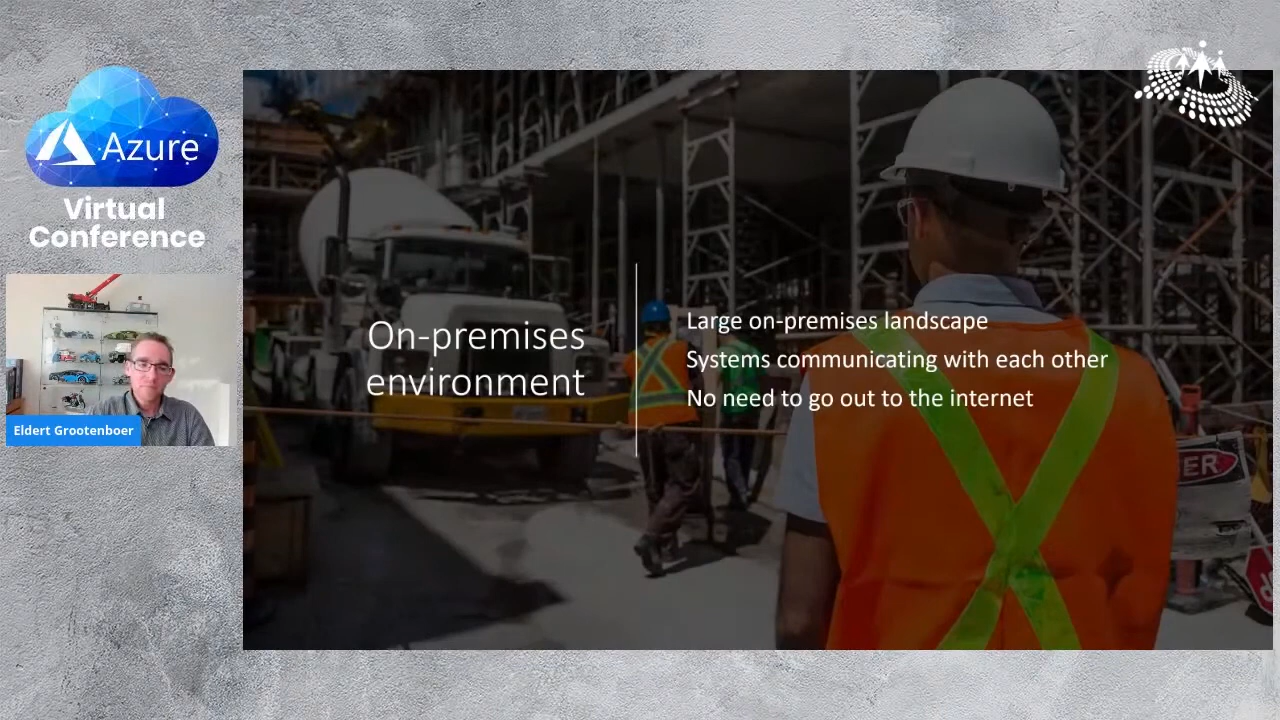 Azure
Virtual
Conference
Eldert Grootenboer
On-premises
environment
Large on-premises landscape
Systems communicating with each other
No need to go out to the internet
ER